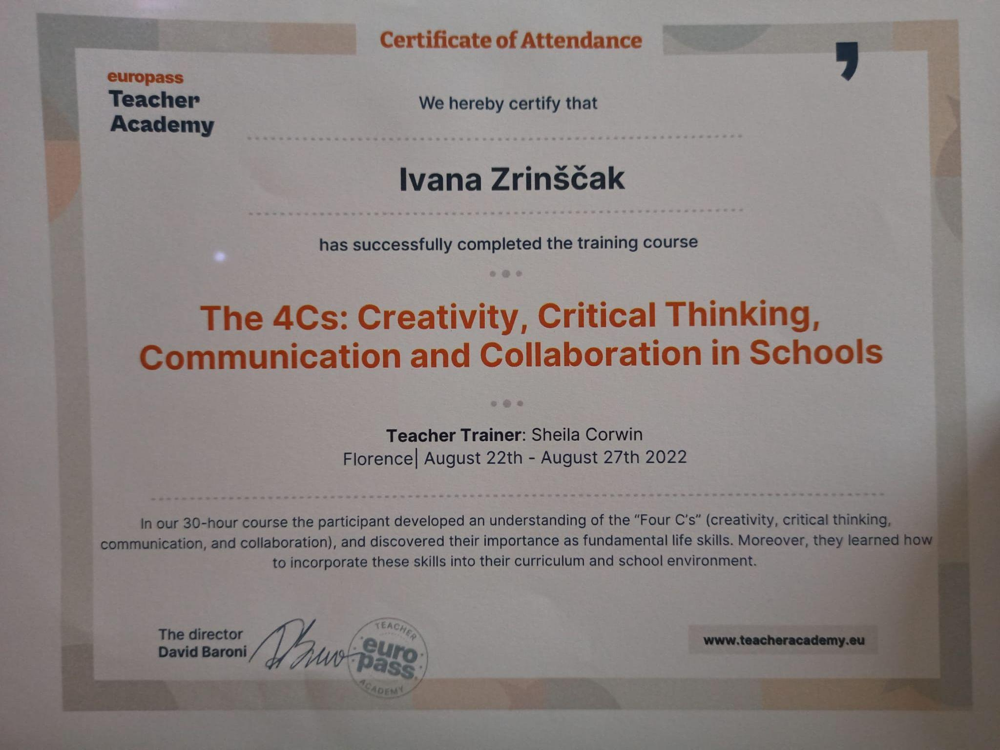 Certificate of Attendance
europass
Teacher
Academy
We hereby certify that
Ivana Zrinščak
has successfully completed the training course
The 4Cs: Creativity, Critical Thinking,
Communication and Collaboration in Schools
Teacher Trainer: Sheila Corwin
Florence| August 22th - August 27th 2022
In our 30-hour course the participant developed an understanding of the “Four C’s” (creativity, critical thinking,
communication, and collaboration), and discovered their importance as fundamental life skills. Moreover, they learned how
to incorporate these skills into their curriculum and school environment.
The director
David Baroni
TEACHER
euro
pass
ACADEMY
www.teacheracademy.eu